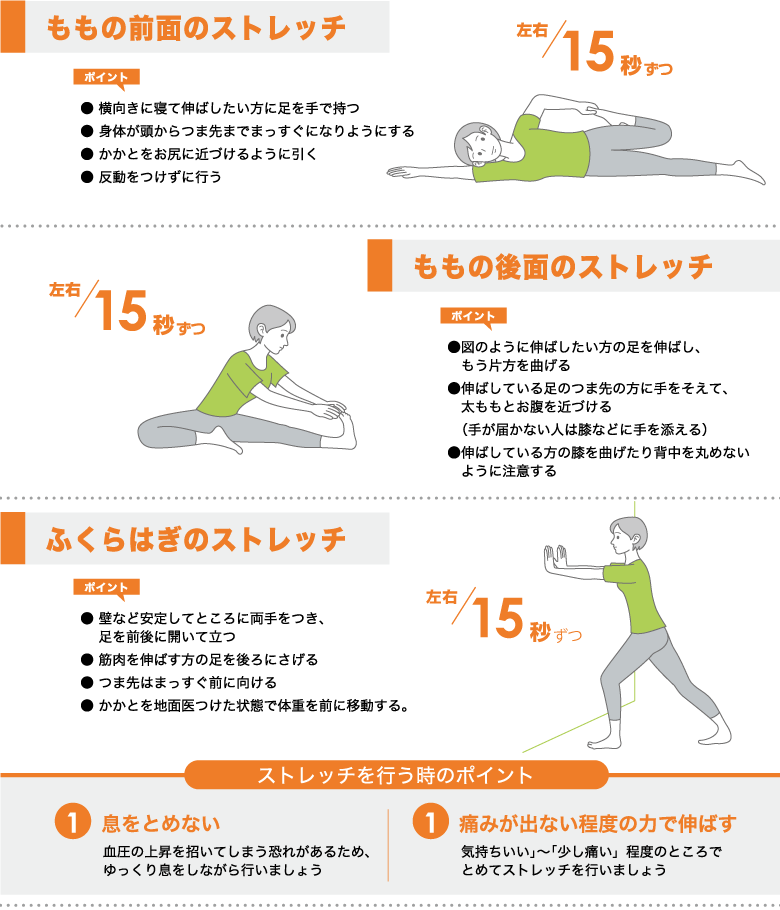 ももの前面のストレッチ
左右/15秒ずつ
ポイント
● 横向きに寝て伸ばしたい方に足を手で持つ
● 身体が頭からつま先までまっすぐになりようにする
● かかとをお尻に近づけるように引く
● 反動をつけずに行う
ももの後面のストレッチ
左右/15秒ずつ
ポイント
●図のように伸ばしたい方の足を伸ばし、
もう片方を曲げる
●伸ばしている足のつま先の方に手をそえて、
太ももとお腹を近づける
（手が届かない人は膝などに手を添える）
●伸ばしている方の膝を曲げたり背中を丸めない
ように注意する
ふくらはぎのストレッチ
左右/15秒ずつ
ポイント
● 壁など安定してところに両手をつき、
足を前後に開いて立つ
● 筋肉を伸ばす方の足を後ろにさげる
● つま先はまっすぐ前に向ける
● かかとを地面医つけた状態で体重を前に移動する。
ストレッチを行う時のポイント
1 息をとめない
血圧の上昇を招いてしまう恐れがあるため、
ゆっくり息をしながら行いましょう
1 痛みが出ない程度の力で伸ばす
気持ちいい」～「少し痛い」程度のところで
とめてストレッチを行いましょう